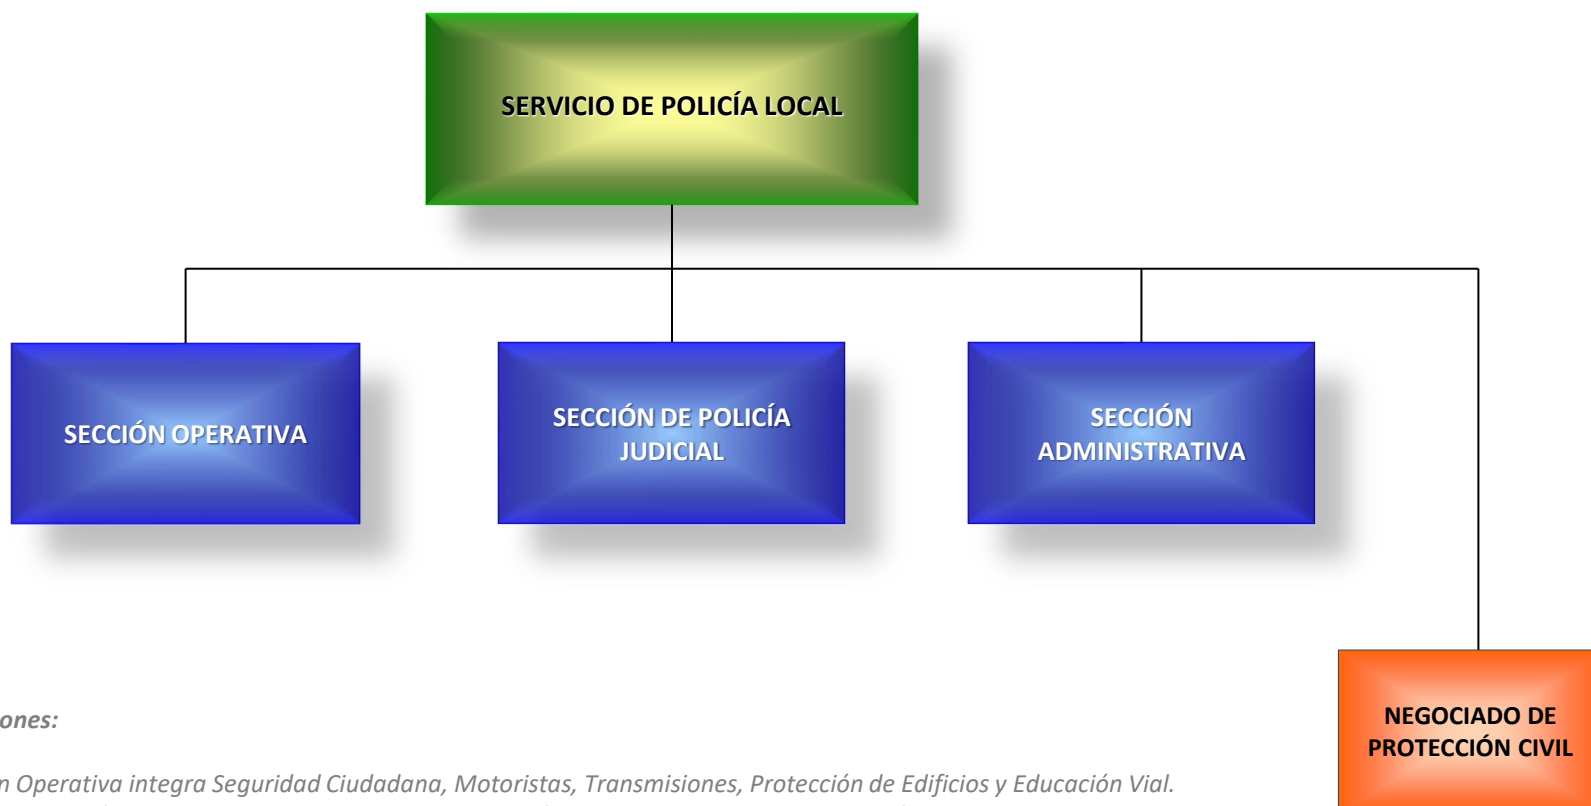 SERVICIO DE POLICÍA LOCAL
SECCIÓN OPERATIVA
SECCIÓN DE POLICÍA
JUDICIAL
SECCIÓN
ADMINISTRATIVA
NEGOCIADO DE
PROTECCIÓN CIVIL
ones:
n Operativa integra Seguridad Ciudadana, Motoristas, Transmisiones, Protección de Edificios y Educación Vial.